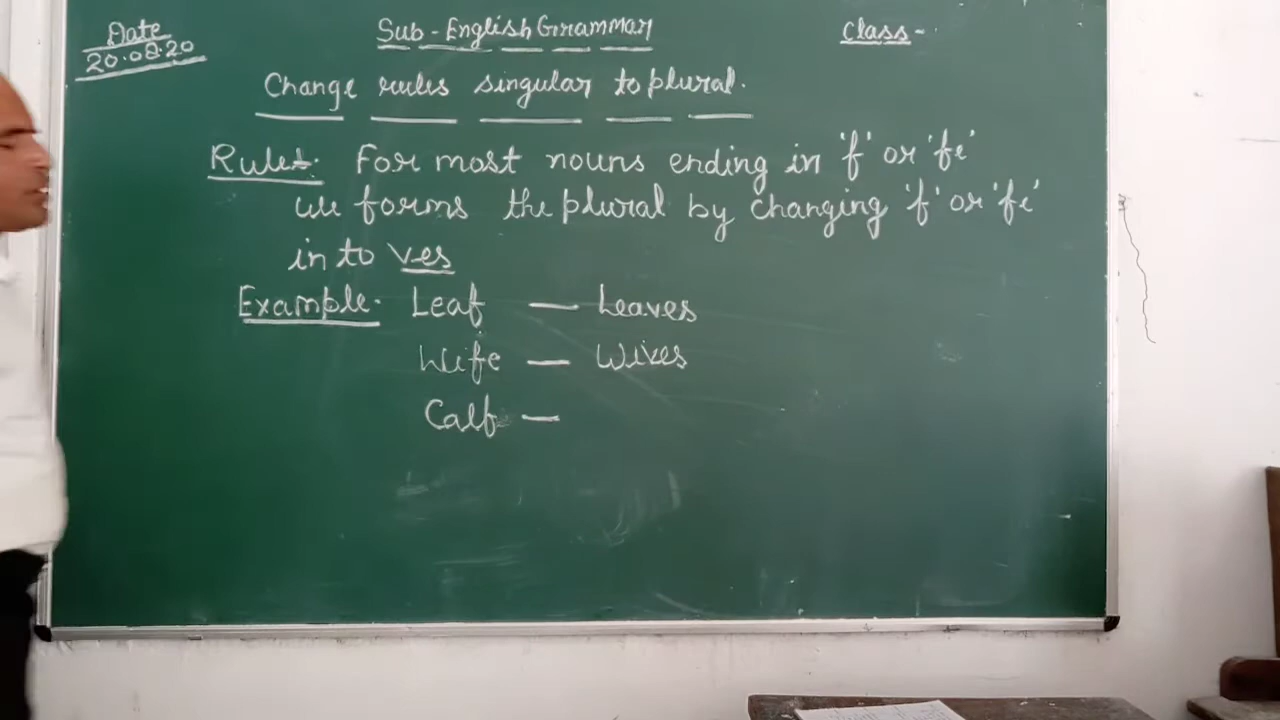 Date
20.08.20
Sub - English Grammar
Class -
Change rules singular to plural.
Rule1: For most nouns ending in 'f' or 'fe'
we forms the plural by changing 'f' or 'fe'
in to ves
Example- Leaf — Leaves
Wife — Wives
Calf —